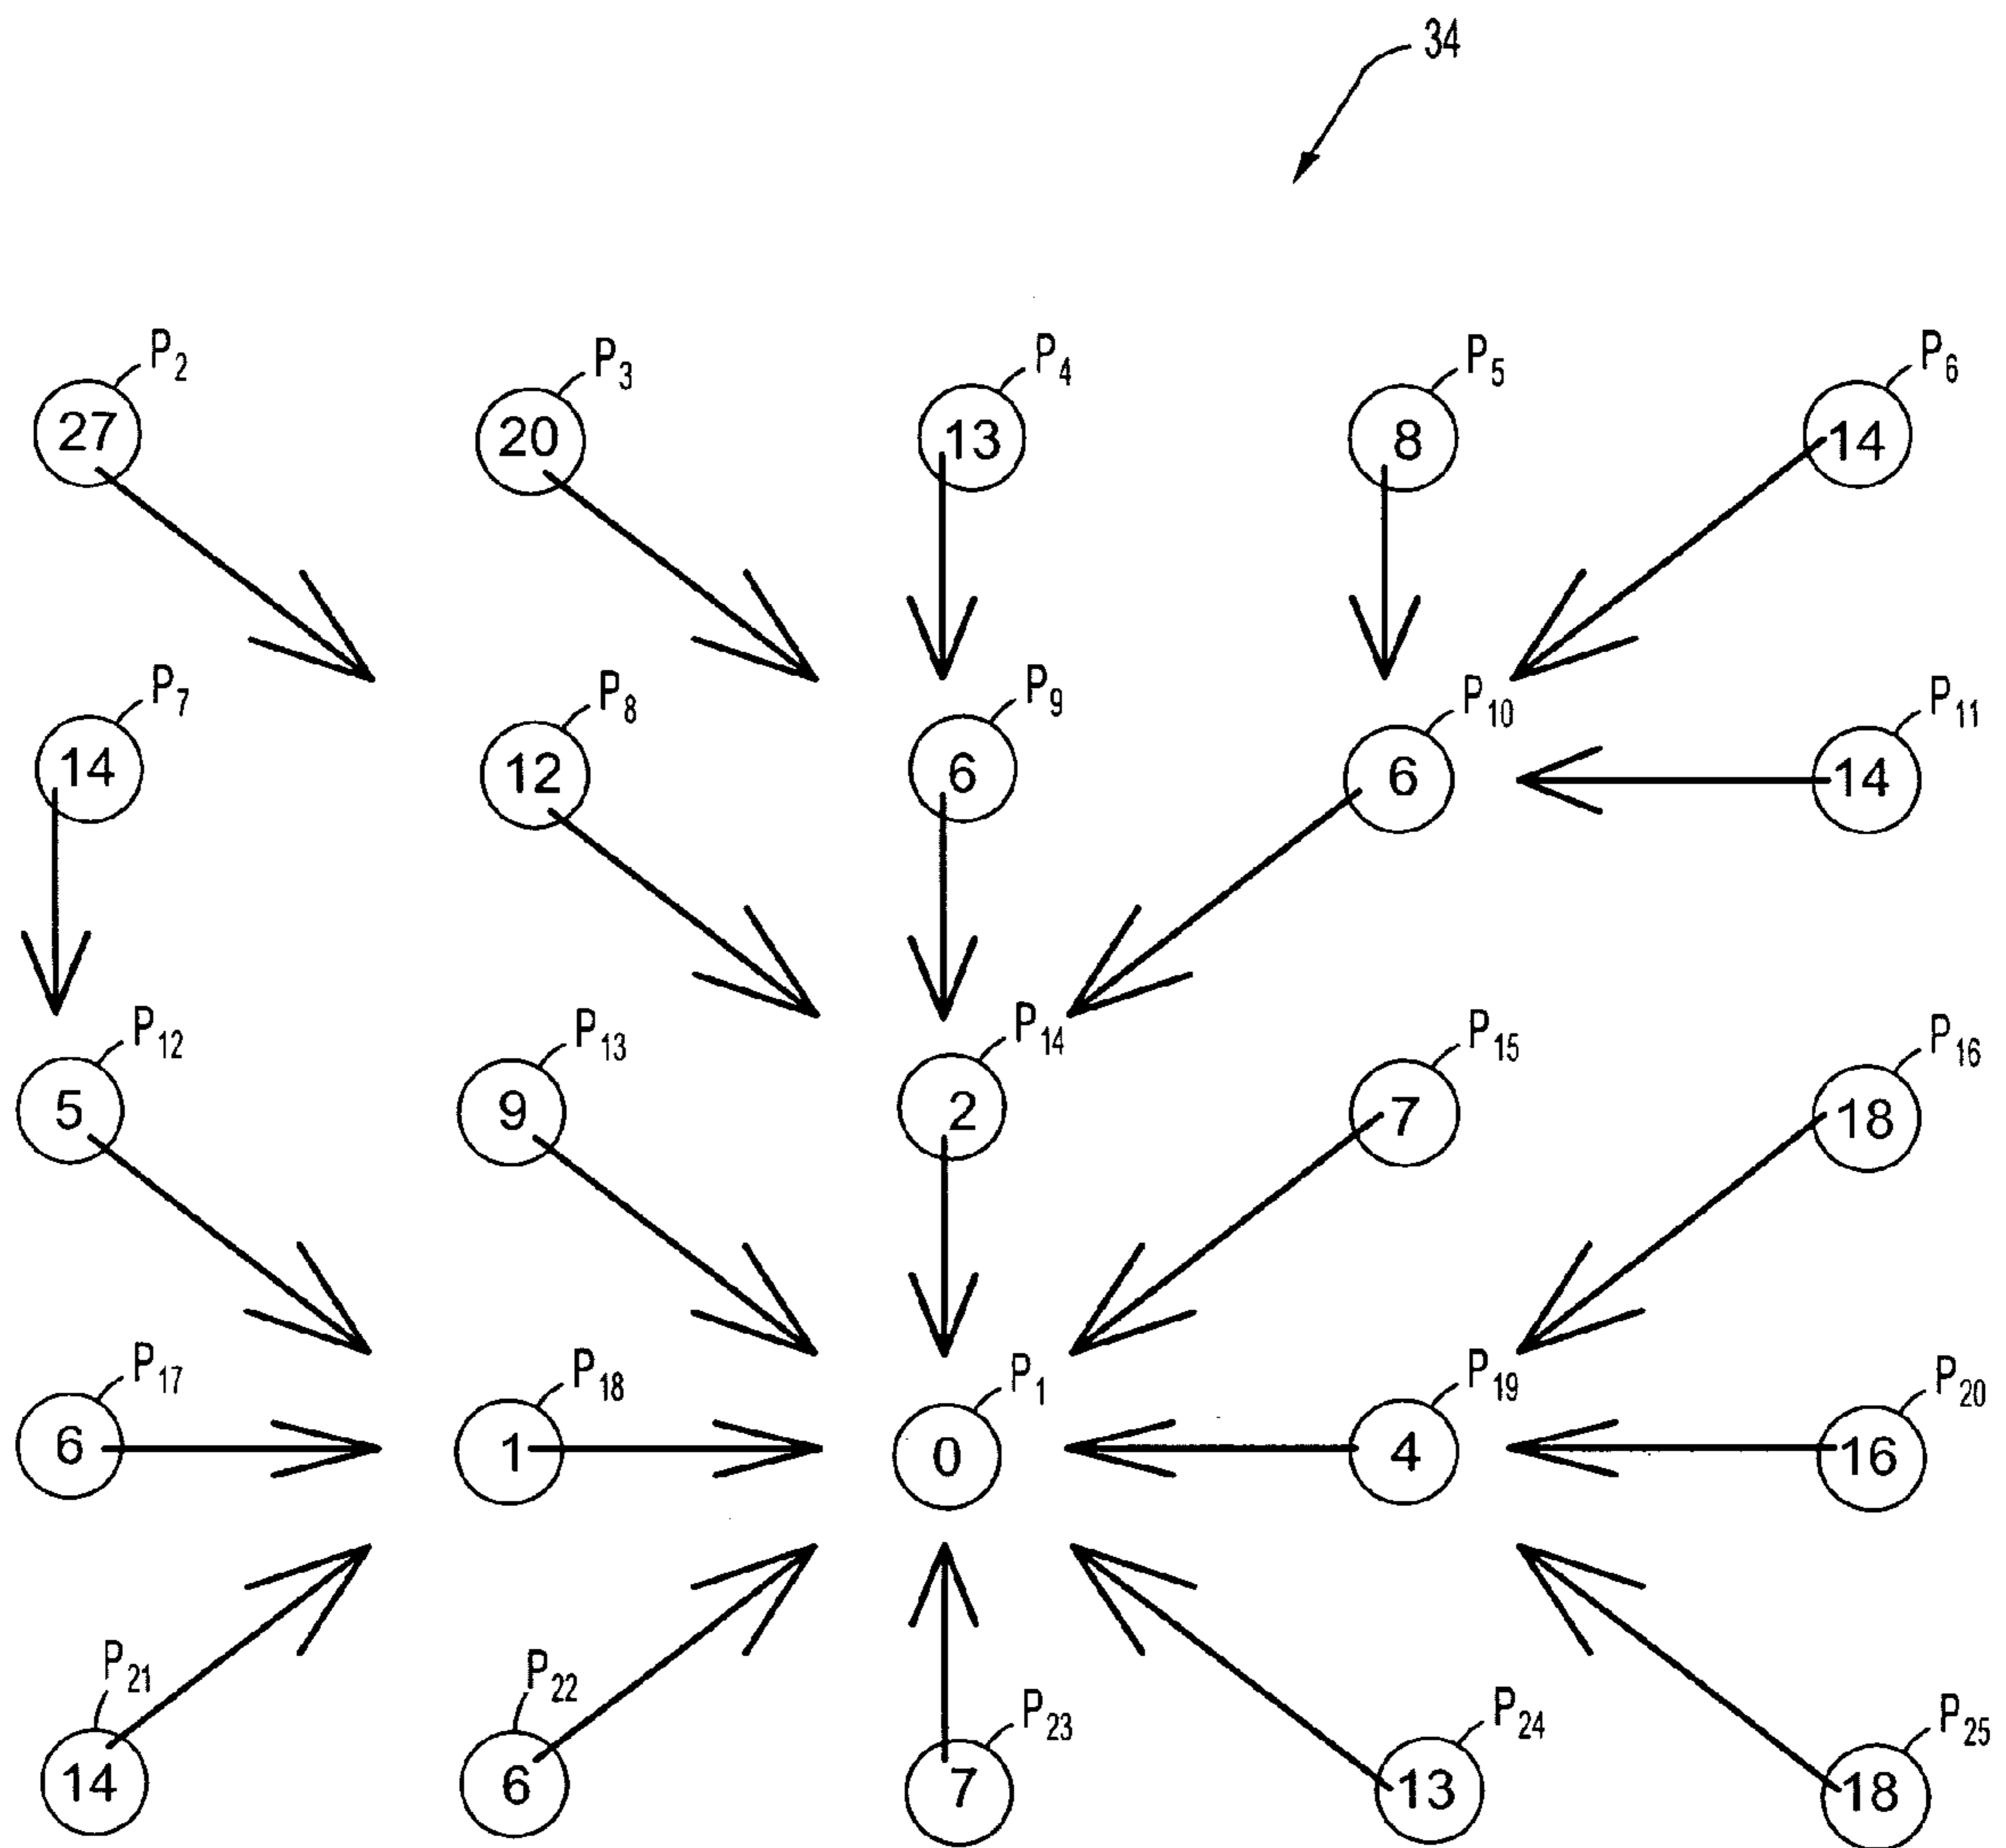 34
P2 P3 P4 P5 P6
27 20 13 8 14
P7 P8 P9 P10 P11
14 12 6 6 14
P12 P13 P14 P15 P16
5 9 2 7 18
P17 P18 P1 P19 P20
6 1 0 4 16
P21 P22 P23 P24 P25
14 6 7 13 18